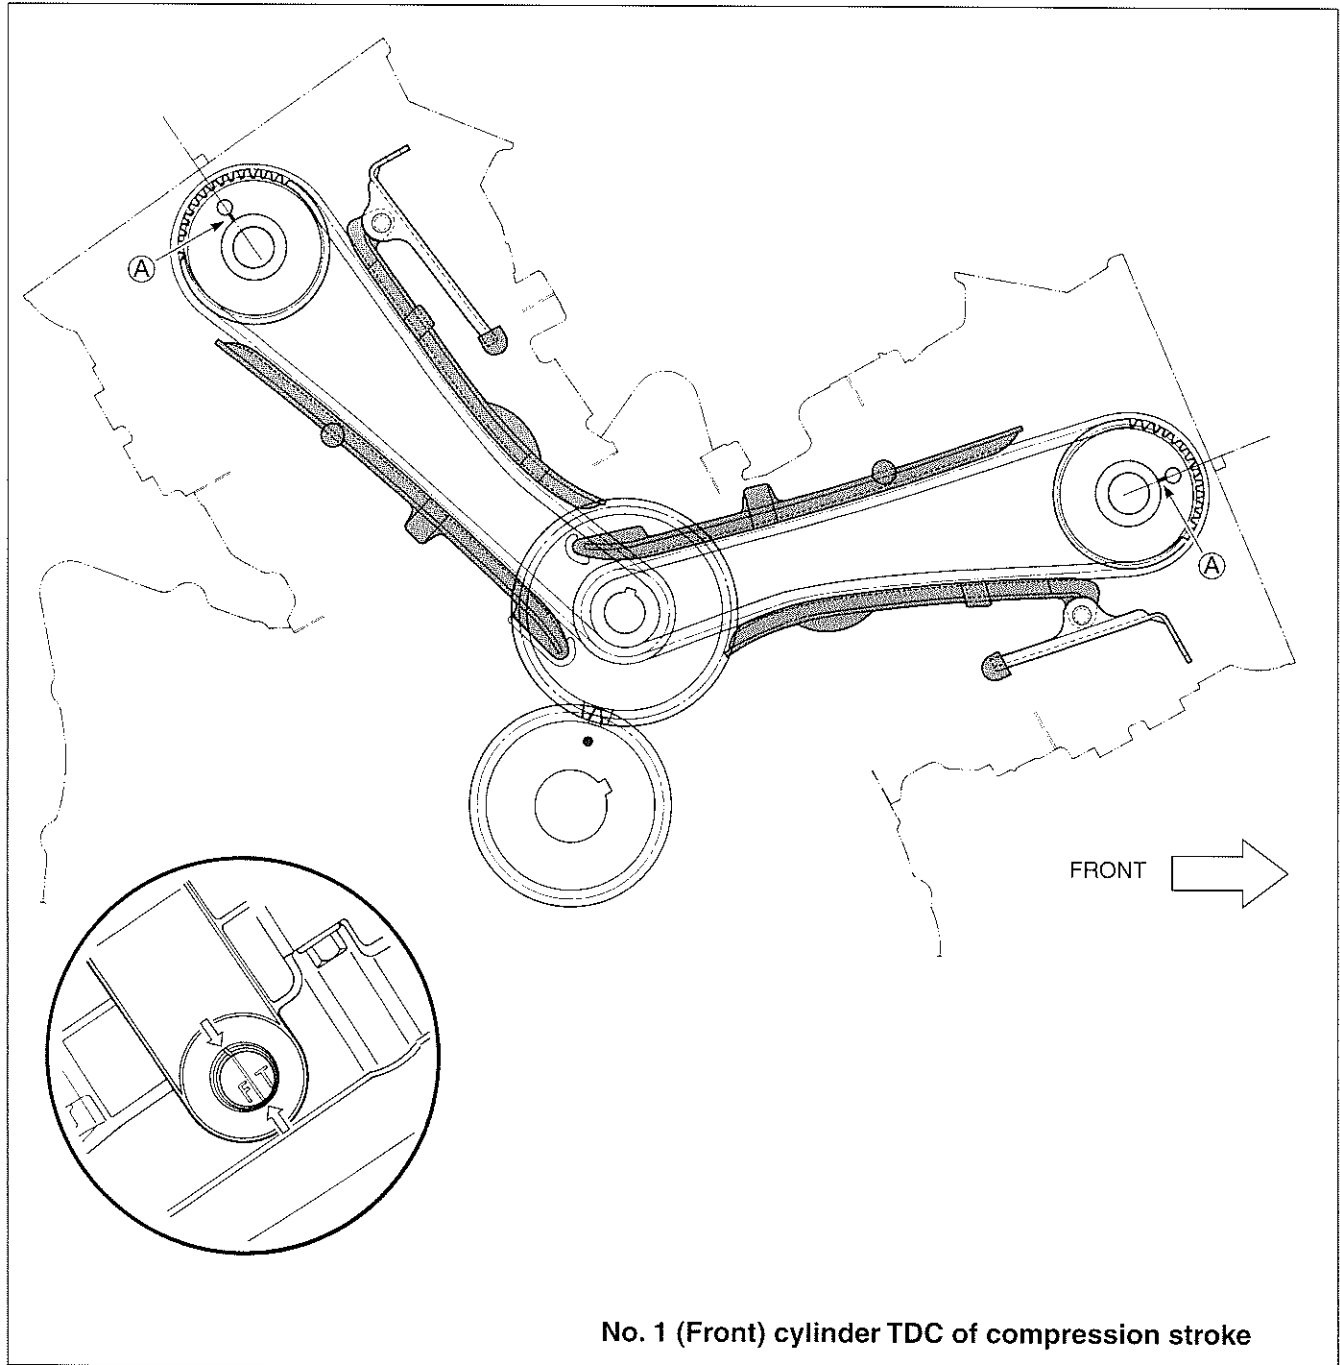 A
A
FRONT
F T
No. 1 (Front) cylinder TDC of compression stroke